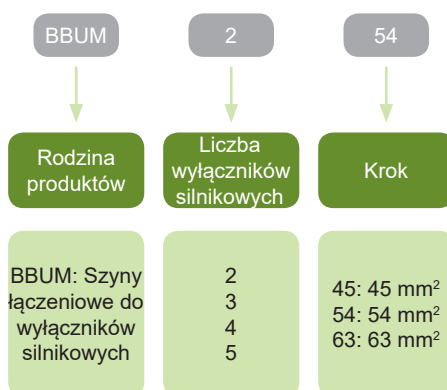 BBUM
2
54
Rodzina
produktów
Liczba
wyłączników
silnikowych
Krok
BBUM: Szyny
łączeniowe do
wyłączników
silnikowych
2
3
4
5
45: 45 mm²
54: 54 mm²
63: 63 mm²